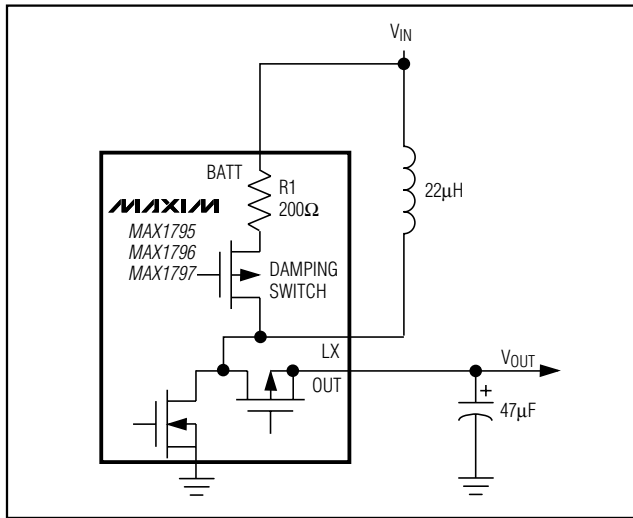 VIN
BATT
R1
200Ω
22μH
MAXIM
MAX1795
MAX1796
MAX1797
DAMPING
SWITCH
LX
OUT
VOUT
+
47μF